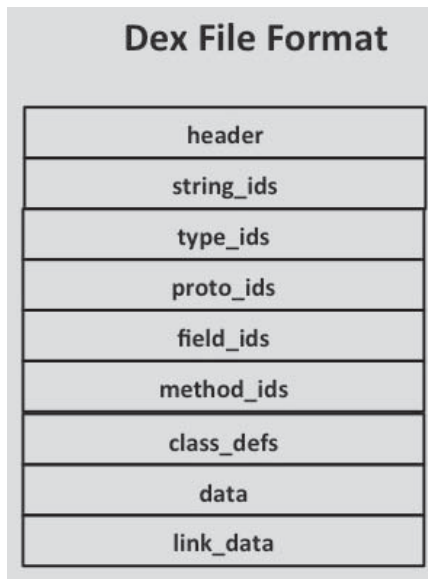 Dex File Format
header
string_ids
type_ids
proto_ids
field_ids
method_ids
class_defs
data
link_data